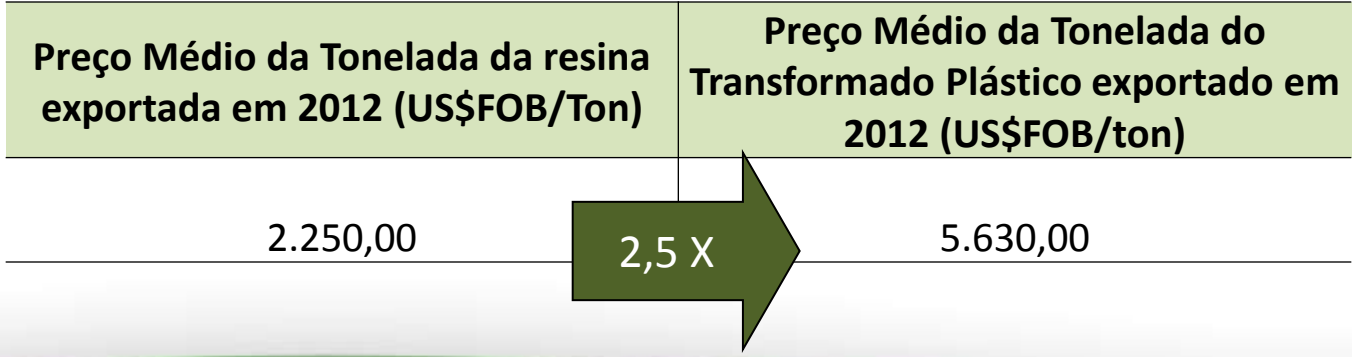 Preço Médio da Tonelada da resina
exportada em 2012 (US$FOB/Ton)
Preço Médio da Tonelada do
Transformado Plástico exportado em
2012 (US$FOB/ton)
2.250,00
2,5 X
5.630,00